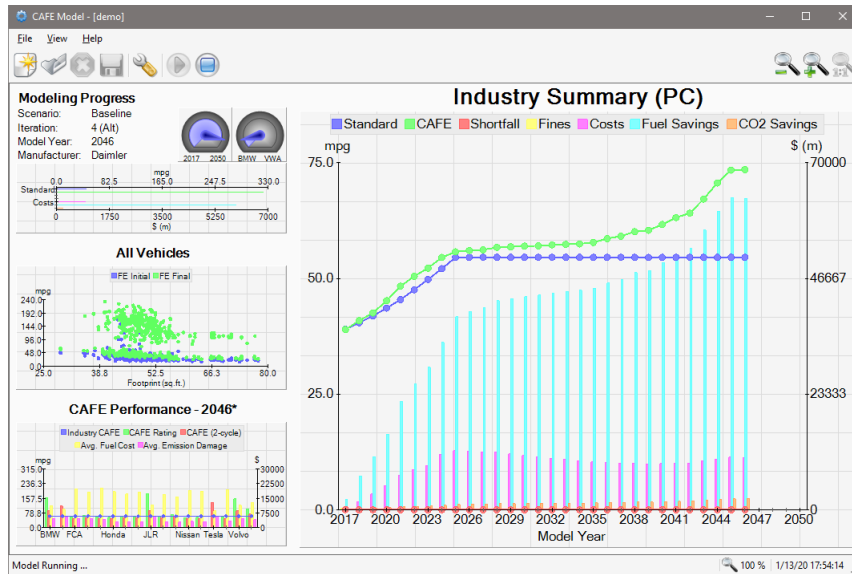 CAFE Model - [demo]
File View Help
Modeling Progress
Scenario: Baseline
Iteration: 4 (Alt)
Model Year: 2046
Manufacturer: Daimler
2017 2050 BMW VWA
mpg
0.0 82.5 165.0 247.5 330.0
Standard
Costs
0 1750 3500 5250 7000
$ (m)
All Vehicles
FE Initial FE Final
mpg
240.0
192.0
144.0
96.0
48.0
0.0
25.0 38.8 52.5 66.3 80.0
Footprint (sq.ft.)
CAFE Performance - 2046*
Industry CAFE CAFE Rating CAFE (2-cycle)
Avg. Fuel Cost Avg. Emission Damage
mpg $
315.0 30000
236.3 22500
157.5 15000
78.8 7500
0.0 0
BMW FCA Honda JLR Nissan Tesla Volvo
Industry Summary (PC)
Standard CAFE Shortfall Fines Costs Fuel Savings CO2 Savings
mpg $ (m)
75.0 70000
50.0 46667
25.0 23333
0.0 0
2017 2020 2023 2026 2029 2032 2035 2038 2041 2044 2047 2050
Model Year
Model Running ...
100 % 1/13/20 17:54:14